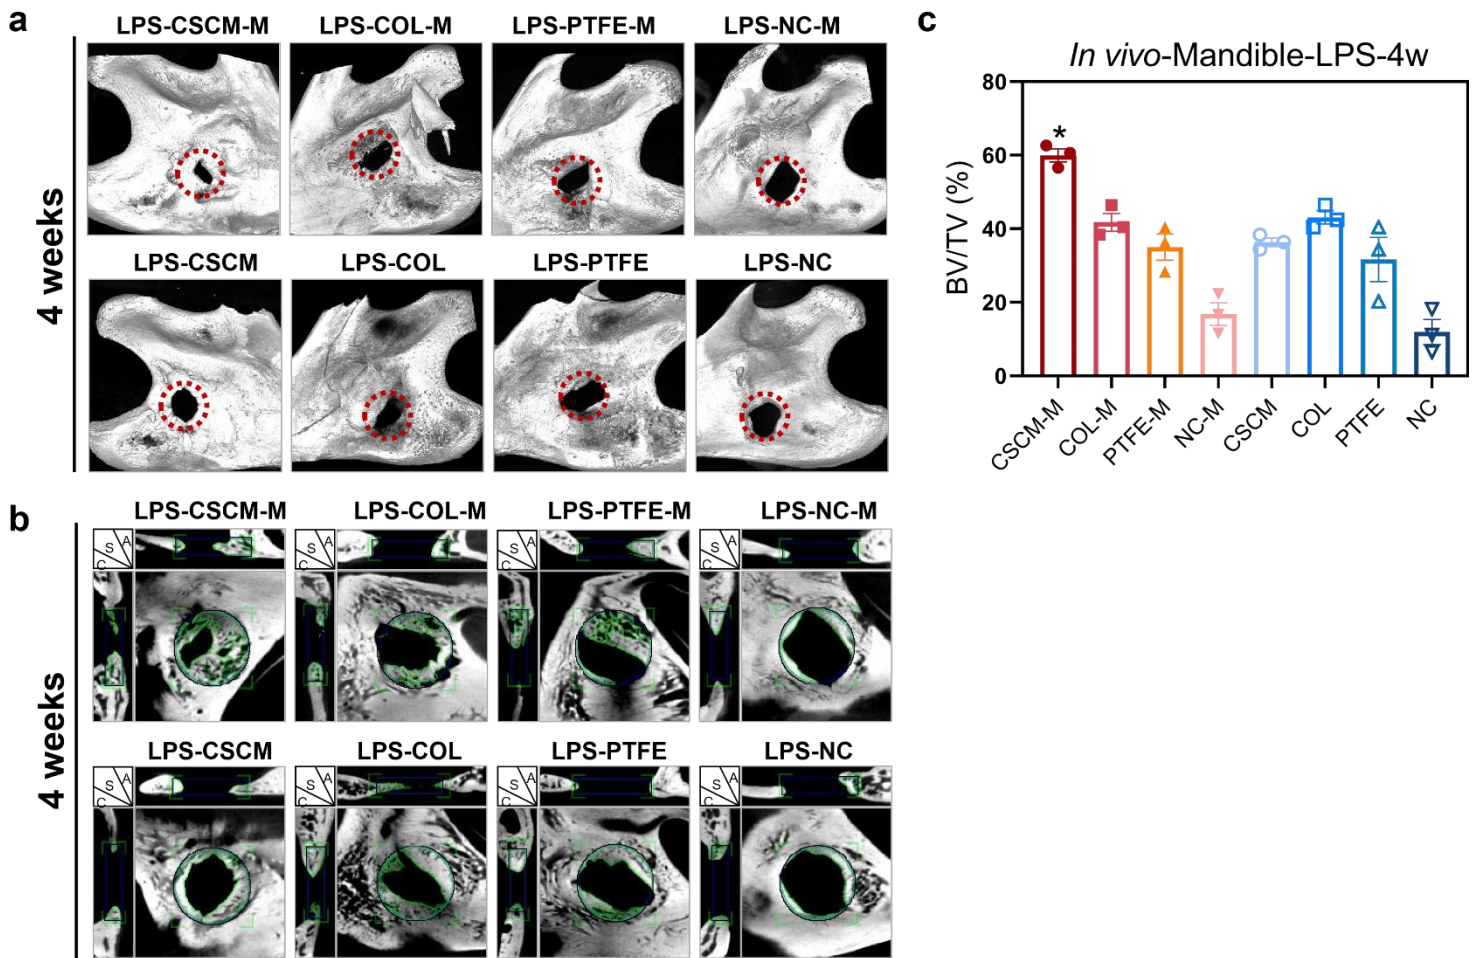 a
LPS-CSCM-M LPS-COL-M LPS-PTFE-M LPS-NC-M
4 weeks
LPS-CSCM LPS-COL LPS-PTFE LPS-NC
b
LPS-CSCM-M LPS-COL-M LPS-PTFE-M LPS-NC-M
S A C S A C S A C S A C
4 weeks
LPS-CSCM LPS-COL LPS-PTFE LPS-NC
S A C S A C S A C S A C
c
In vivo-Mandible-LPS-4w
BV/TV (%)
80
60
40
20
0
*
CSCM-M COL-M PTFE-M NC-M CSCM COL PTFE NC